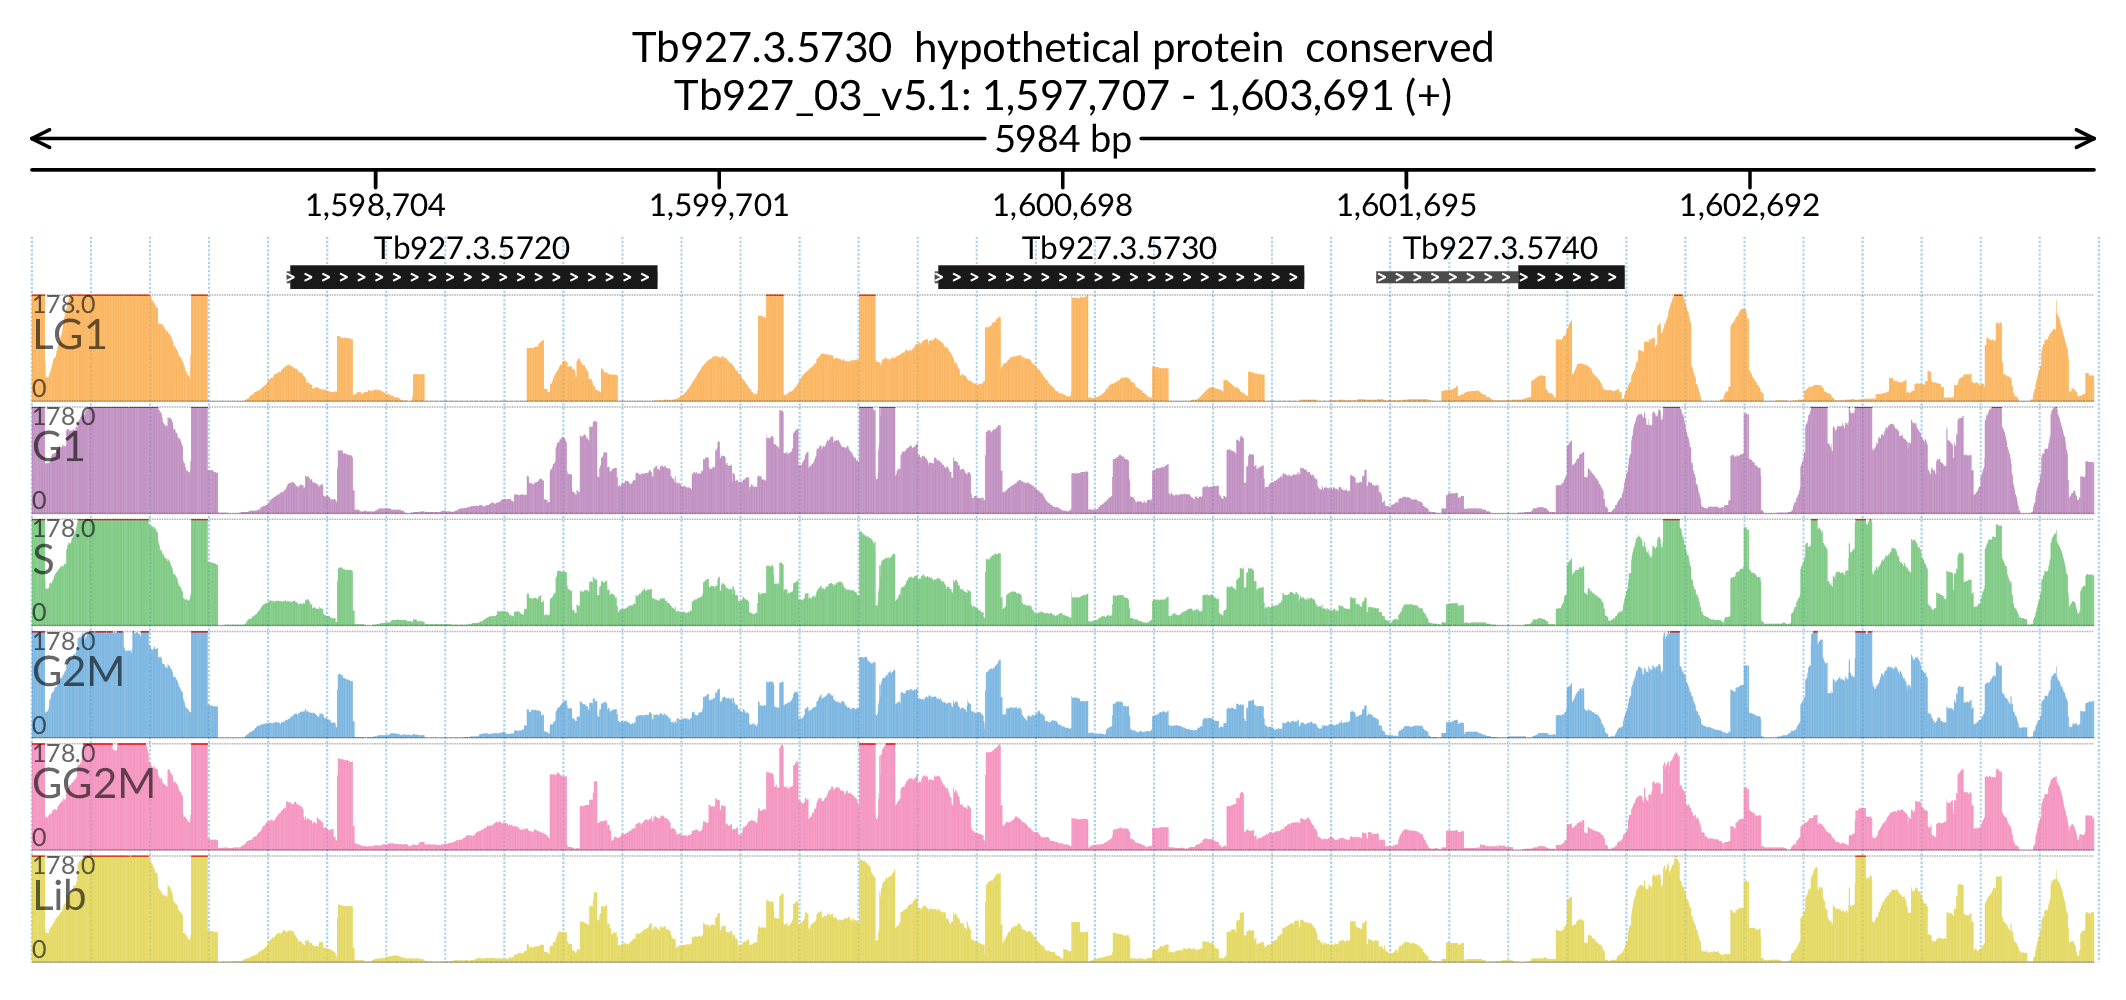 Tb927.3.5730  hypothetical protein  conserved
Tb927_03_v5.1: 1,597,707 - 1,603,691 (+)
5984 bp
1,598,704 1,599,701 1,600,698 1,601,695 1,602,692
Tb927.3.5720 Tb927.3.5730 Tb927.3.5740
178.0
LG1
0
178.0
G1
0
178.0
S
0
178.0
G2M
0
178.0
GG2M
0
178.0
Lib
0